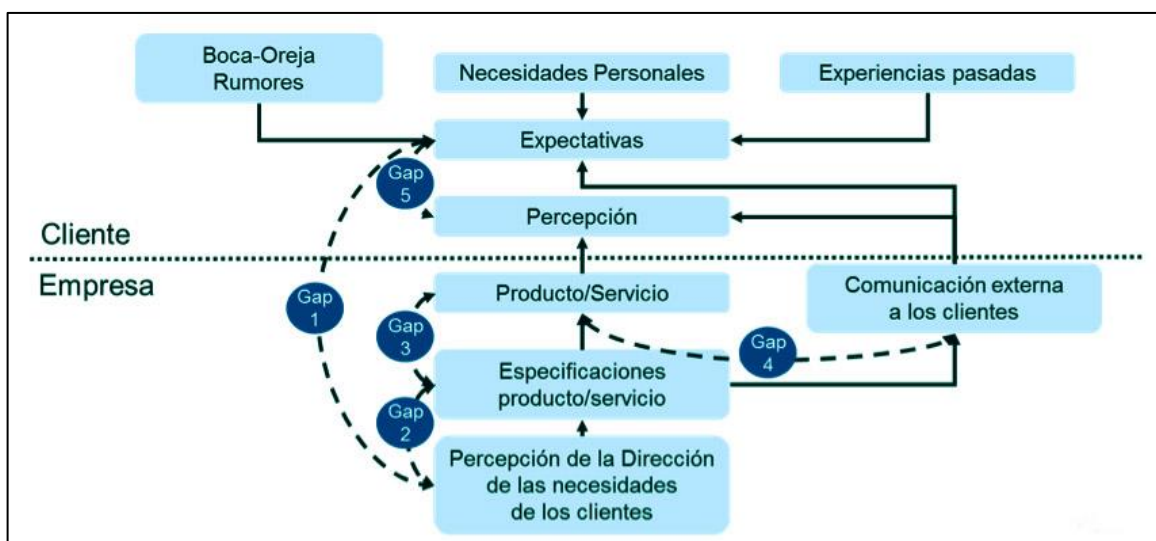 Boca-Oreja
Rumores
Necesidades Personales
Experiencias pasadas
Expectativas
Gap
5
Percepción
Cliente
Empresa
Gap
1
Producto/Servicio
Comunicación externa
a los clientes
Gap
3
Gap
4
Especificaciones
producto/servicio
Gap
2
Percepción de la Dirección
de las necesidades
de los clientes